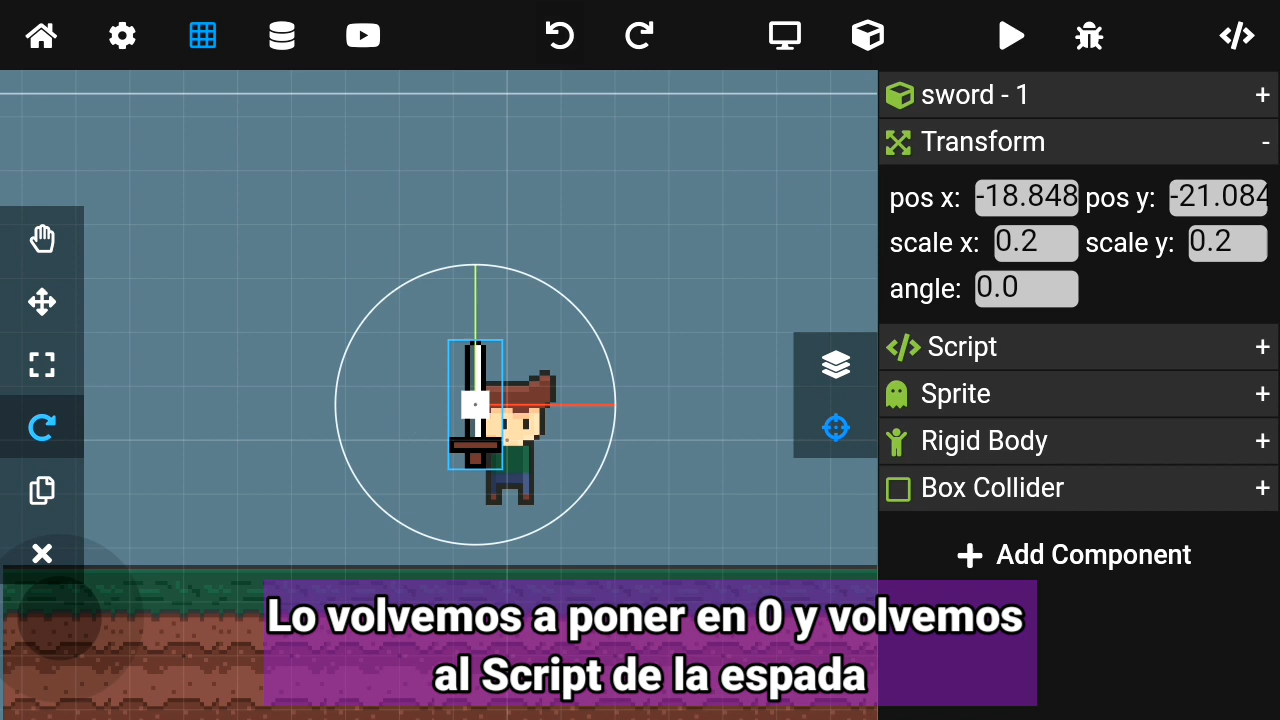 sword - 1 +
Transform -
pos x: -18.848 pos y: -21.084
scale x: 0.2 scale y: 0.2
angle: 0.0
Script +
Sprite +
Rigid Body +
Box Collider +
+ Add Component
Lo volvemos a poner en 0 y volvemos
al Script de la espada